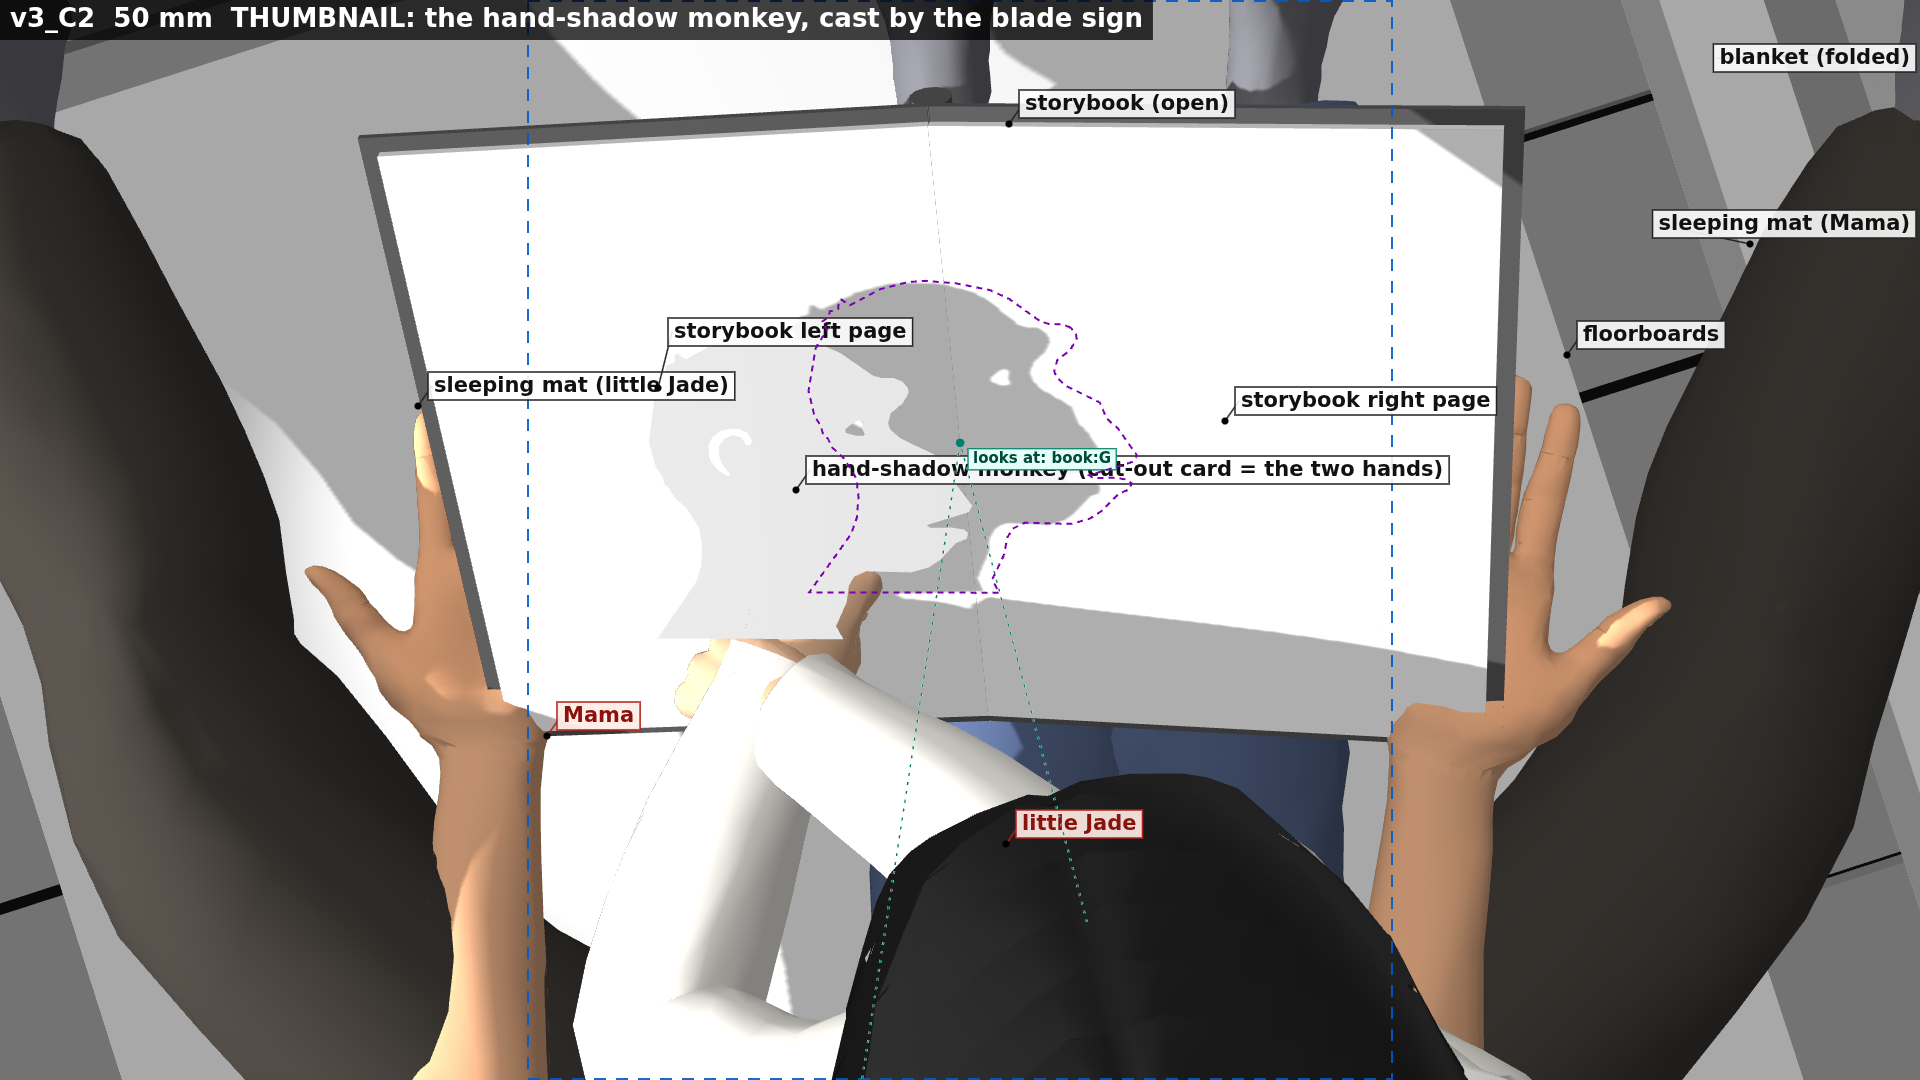 v3_C2 50 mm THUMBNAIL: the hand-shadow monkey, cast by the blade sign
blanket (folded)
storybook (open)
sleeping mat (Mama)
storybook left page
floorboards
sleeping mat (little Jade)
storybook right page
looks at: book:G
hand-shadow monkey (cut-out card = the two hands)
Mama
little Jade